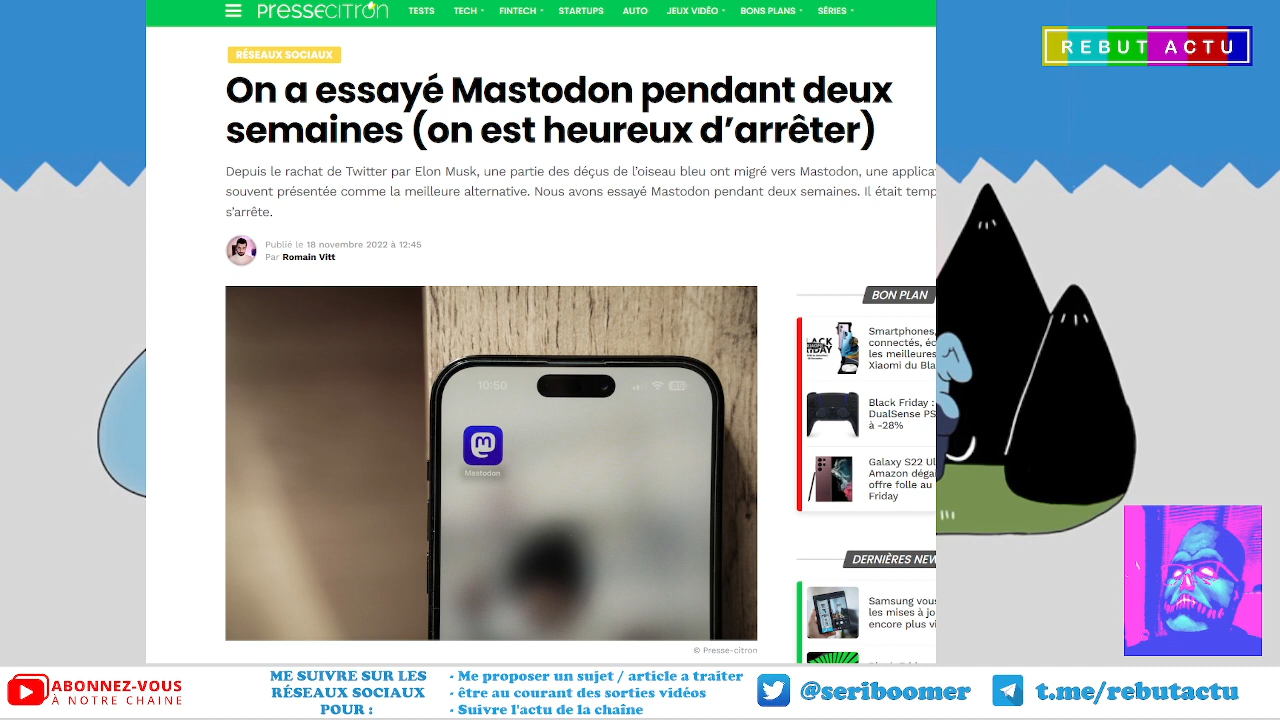 PRESSECITRON TESTS TECH FINTECH STARTUPS AUTO JEUX VIDÉO BONS PLANS SÉRIES
REBUT ACTU
RÉSEAUX SOCIAUX
On a essayé Mastodon pendant deux
semaines (on est heureux d'arrêter)
Depuis le rachat de Twitter par Elon Musk, une partie des déçus de l'oiseau bleu ont migré vers Mastodon, une applicat
souvent présentée comme la meilleure alternative. Nous avons essayé Mastodon pendant deux semaines. Il était temp
s'arrête.
Publié le 18 novembre 2022 à 12:45
Par Romain Vitt
10:50
Mastodon
© Presse-citron
BON PLAN
Smartphones,
connectés, éc
les meilleures
Xiaomi du Bla
Black Friday :
DualSense PS
à -28%
Galaxy S22 Ul
Amazon déga
offre folle au
Friday
DERNIÈRES NEW
Samsung vous
les mises à jo
encore plus vi
ABONNEZ-VOUS
À NOTRE CHAINE
ME SUIVRE SUR LES
RÉSEAUX SOCIAUX
POUR :
- Me proposer un sujet / article a traiter
- être au courant des sorties vidéos
- Suivre l'actu de la chaîne
@seriboomer
t.me/rebutactu